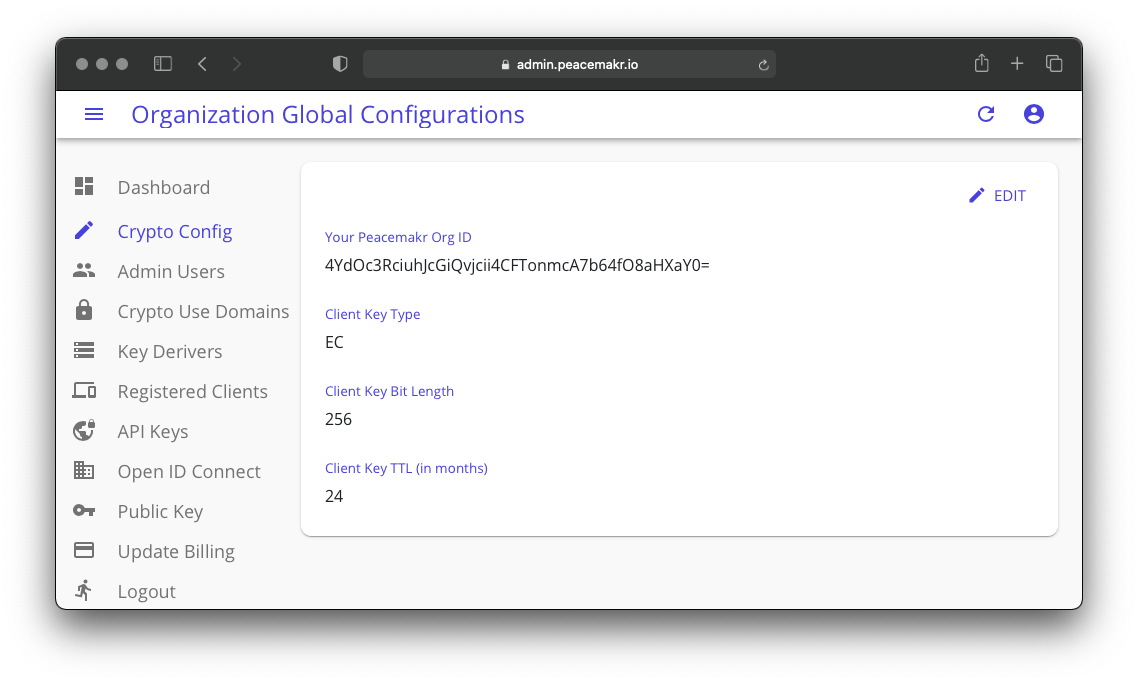 admin.peacemakr.io
Organization Global Configurations
Dashboard
Crypto Config
Admin Users
Crypto Use Domains
Key Derivers
Registered Clients
API Keys
Open ID Connect
Public Key
Update Billing
Logout
EDIT
Your Peacemakr Org ID
4YdOc3RciuhJcGiQvjcii4CFTonmcA7b64fO8aHXaY0=
Client Key Type
EC
Client Key Bit Length
256
Client Key TTL (in months)
24